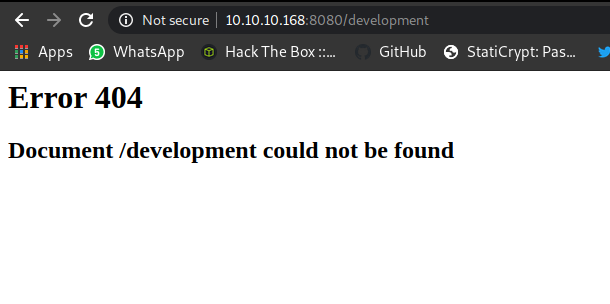 Not secure | 10.10.10.168:8080/development
Apps WhatsApp Hack The Box ::... GitHub StatiCrypt: Pas...
Error 404
Document /development could not be found